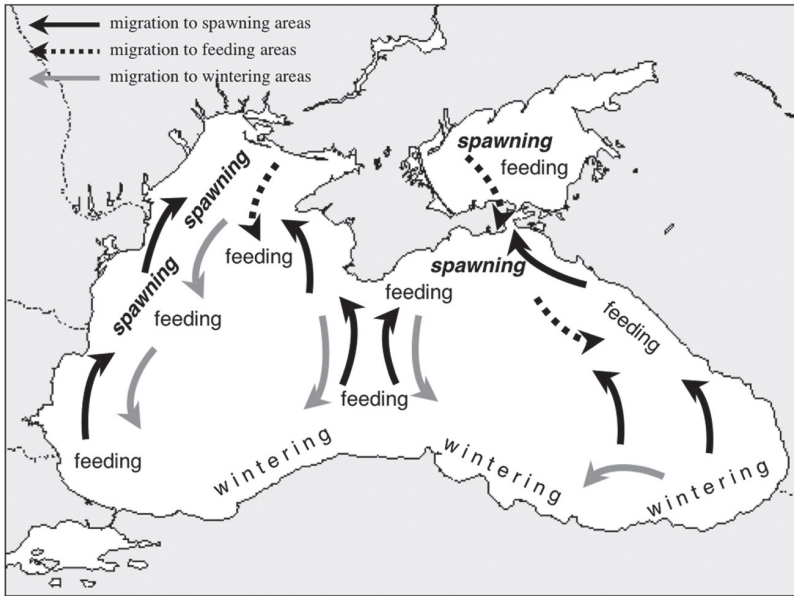 migration to spawning areas
migration to feeding areas
migration to wintering areas
spawning
feeding
spawning
feeding
spawning
feeding
spawning
feeding
feeding
feeding
feeding
wintering
wintering
wintering